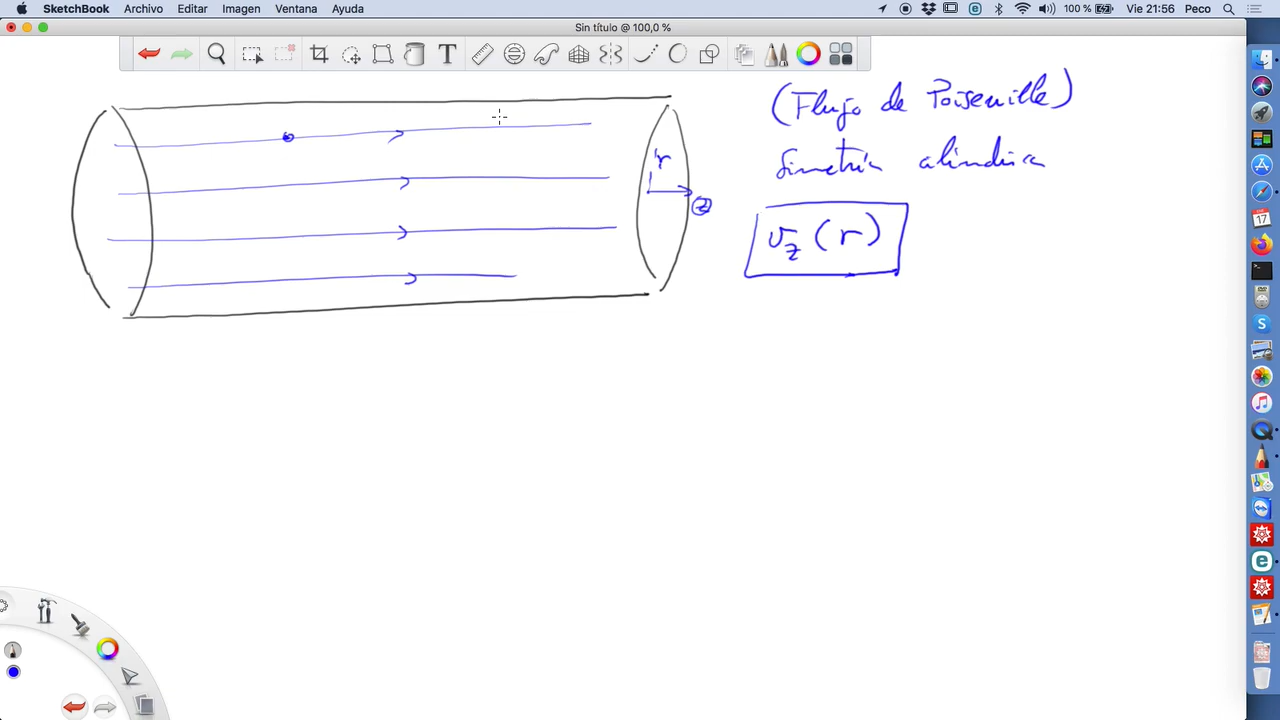 SketchBook Archivo Editar Imagen Ventana Ayuda 100 % Vie 21:56 Peco
Sin título @ 100,0 %
(Flujo de Poiseuille)
Simetría cilíndrica
r
z
v_z (r)